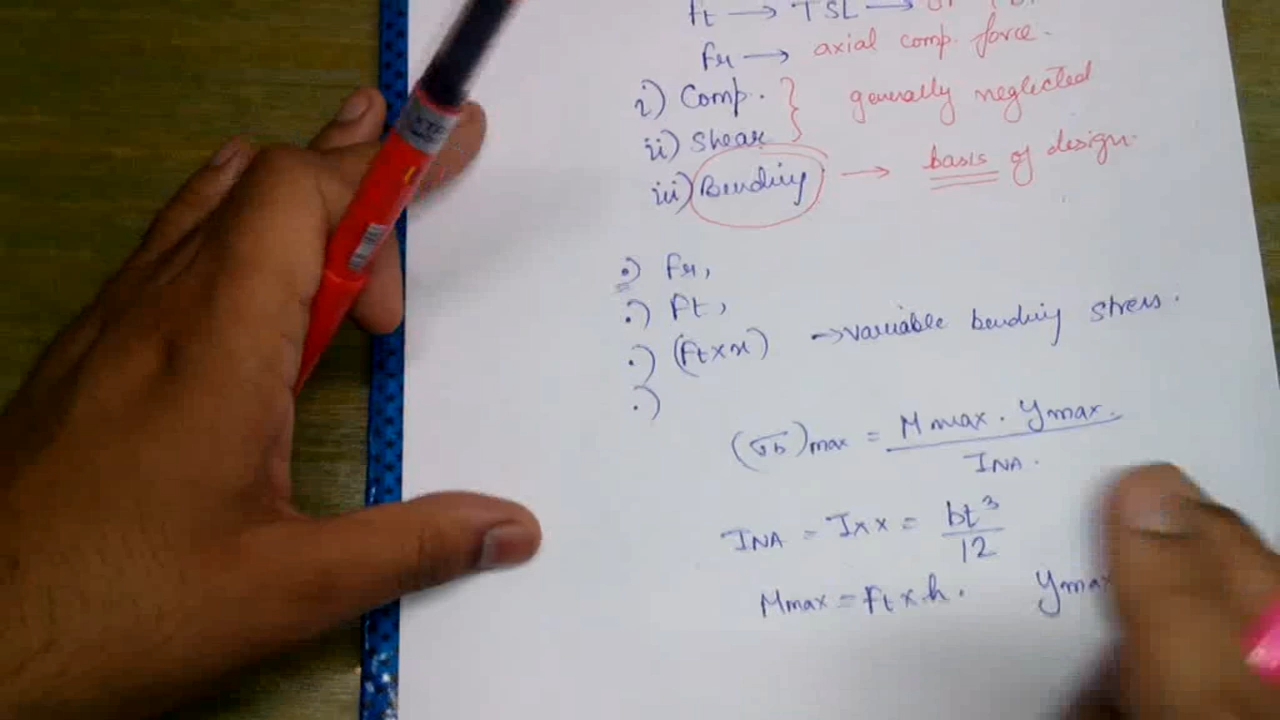 Ft → TSL →
Fr → axial comp. force.
i) Comp. } generally neglected
ii) Shear
iii) Bending → basis of design.
•) Fr,
•) Ft,
•) (Ft×x) → variable bending stress.
•)
(σb)max = Mmax. Ymax. / INA.
INA = Ixx = bt³/12
Mmax = Ft×h. Ymax